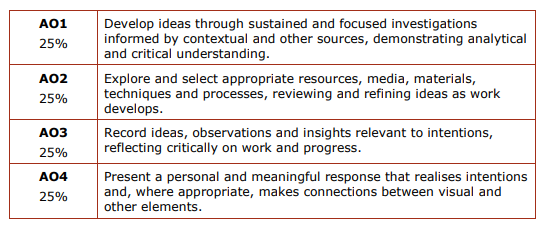 AO1
25%
Develop ideas through sustained and focused investigations
informed by contextual and other sources, demonstrating analytical
and critical understanding.
AO2
25%
Explore and select appropriate resources, media, materials,
techniques and processes, reviewing and refining ideas as work
develops.
AO3
25%
Record ideas, observations and insights relevant to intentions,
reflecting critically on work and progress.
AO4
25%
Present a personal and meaningful response that realises intentions
and, where appropriate, makes connections between visual and
other elements.